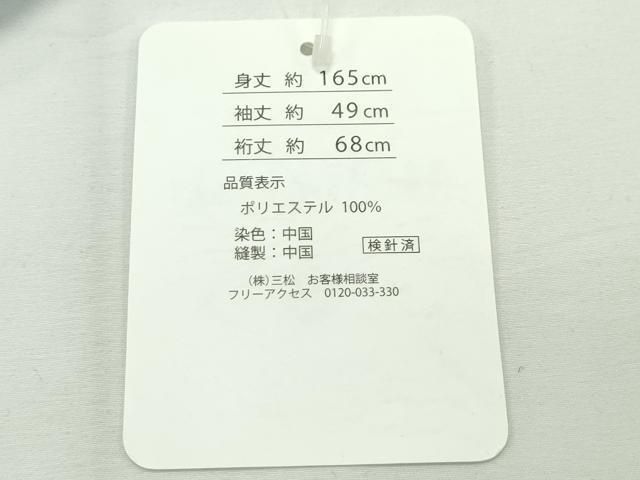 身丈 約 165cm
袖丈 約 49cm
裄丈 約 68cm
品質表示
ポリエステル 100%
染色：中国
縫製：中国
検針済
（株）三松 お客様相談室
フリーアクセス 0120-033-330